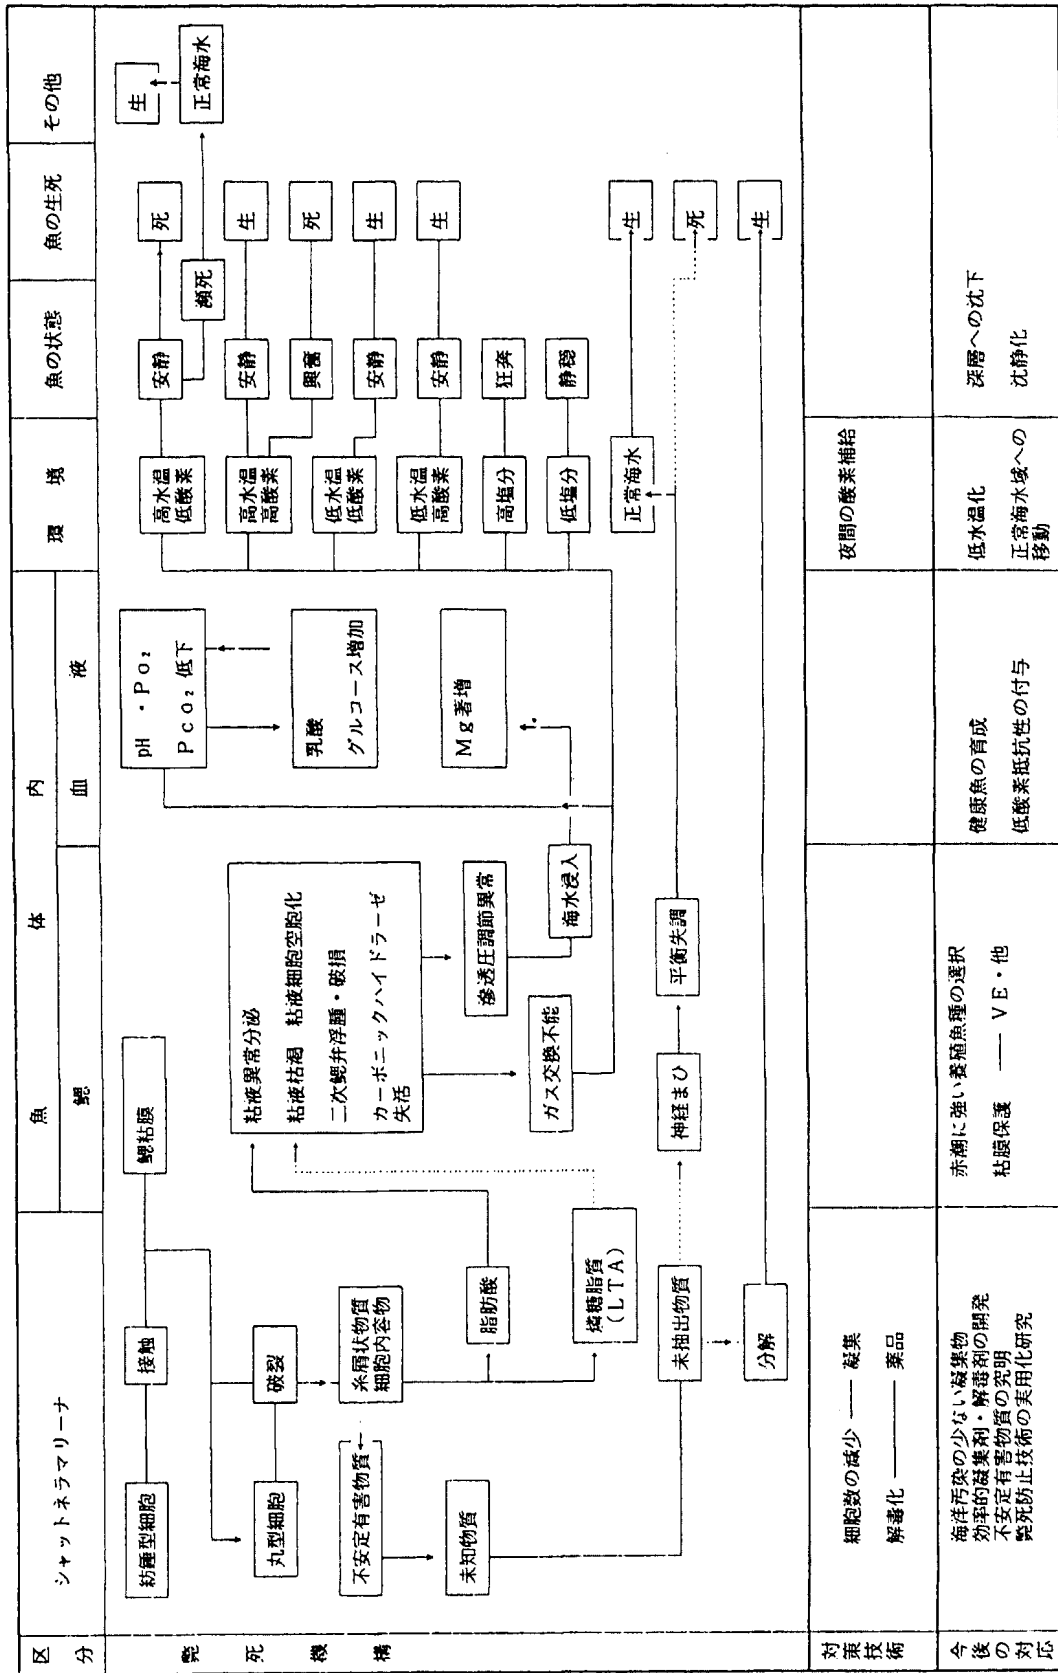 区 分
シャットネラマリーナ
魚 体 内
鰓
血 液
環 境
魚の状態
魚の生死
その他
斃 死 機 構
紡錘型細胞
接触
鰓粘膜
丸型細胞
破裂
不安定有害物質
糸屑状物質
細胞内容物
未知物質
脂肪酸
燐糖脂質
(LTA)
未抽出物質
分解
粘液異常分泌
粘液枯渇 粘液細胞空胞化
二次鰓弁浮腫・破損
カーボニックハイドラーゼ
失活
ガス交換不能
滲透圧調節異常
海水浸入
神経まひ
平衡失調
pH ・Po₂
Pco₂低下
乳酸
グルコース増加
Mg著増
高水温
低酸素
高水温
高酸素
低水温
低酸素
低水温
高酸素
高塩分
低塩分
正常海水
安静
瀕死
安静
興奮
安静
安静
狂奔
静穏
死
生
死
生
生
生
死
生
生
正常海水
対策技術
細胞数の減少 ── 凝集
解毒化 ──── 薬品
夜間の酸素補給
今後の対応
海洋汚染の少ない凝集物
効率的凝集剤・解毒剤の開発
不安定有害物質の究明
斃死防止技術の実用化研究
赤潮に強い養殖魚種の選択
粘膜保護 ── VE・他
健康魚の育成
低酸素抵抗性の付与
低水温化
正常海水域への
移動
深層への沈下
沈静化